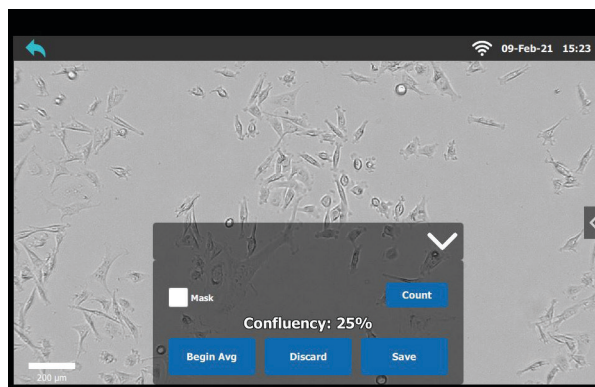 09-Feb-21 15:23
Mask
Count
Confluency: 25%
Begin Avg
Discard
Save
200 µm